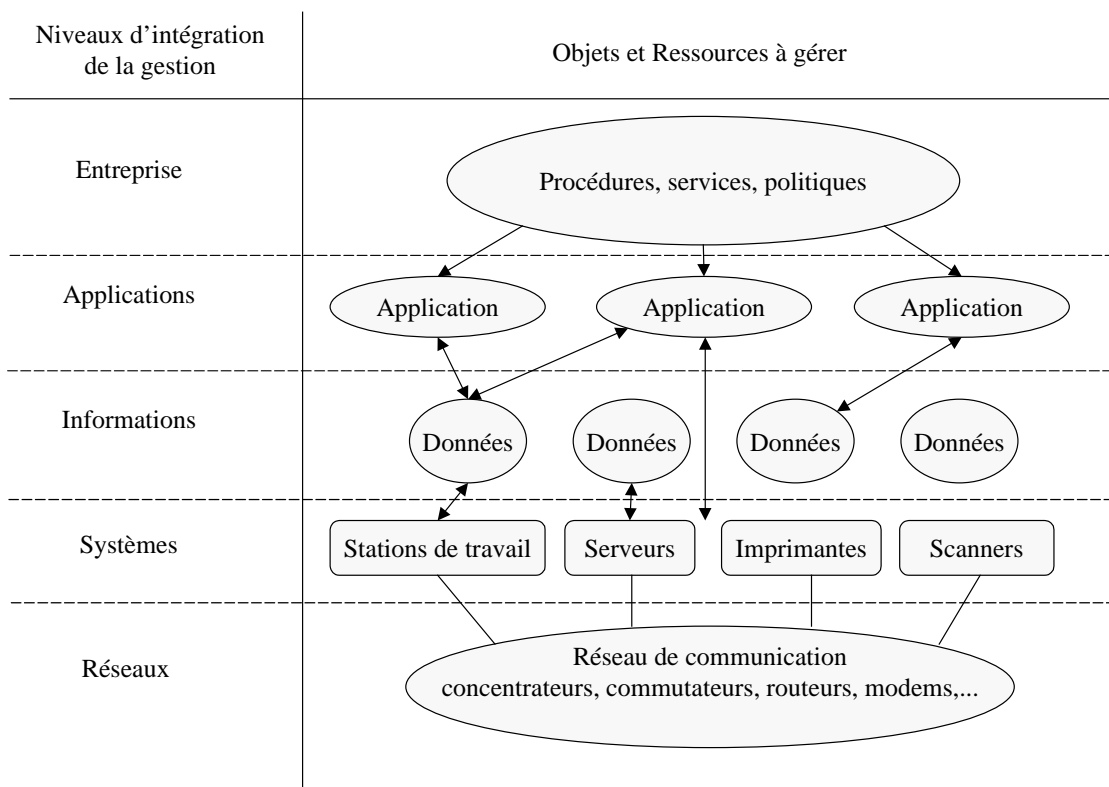 Niveaux d'intégration
de la gestion
Objets et Ressources à gérer
Entreprise
Procédures, services, politiques
Applications
Application
Application
Application
Informations
Données
Données
Données
Données
Systèmes
Stations de travail
Serveurs
Imprimantes
Scanners
Réseaux
Réseau de communication
concentrateurs, commutateurs, routeurs, modems,...